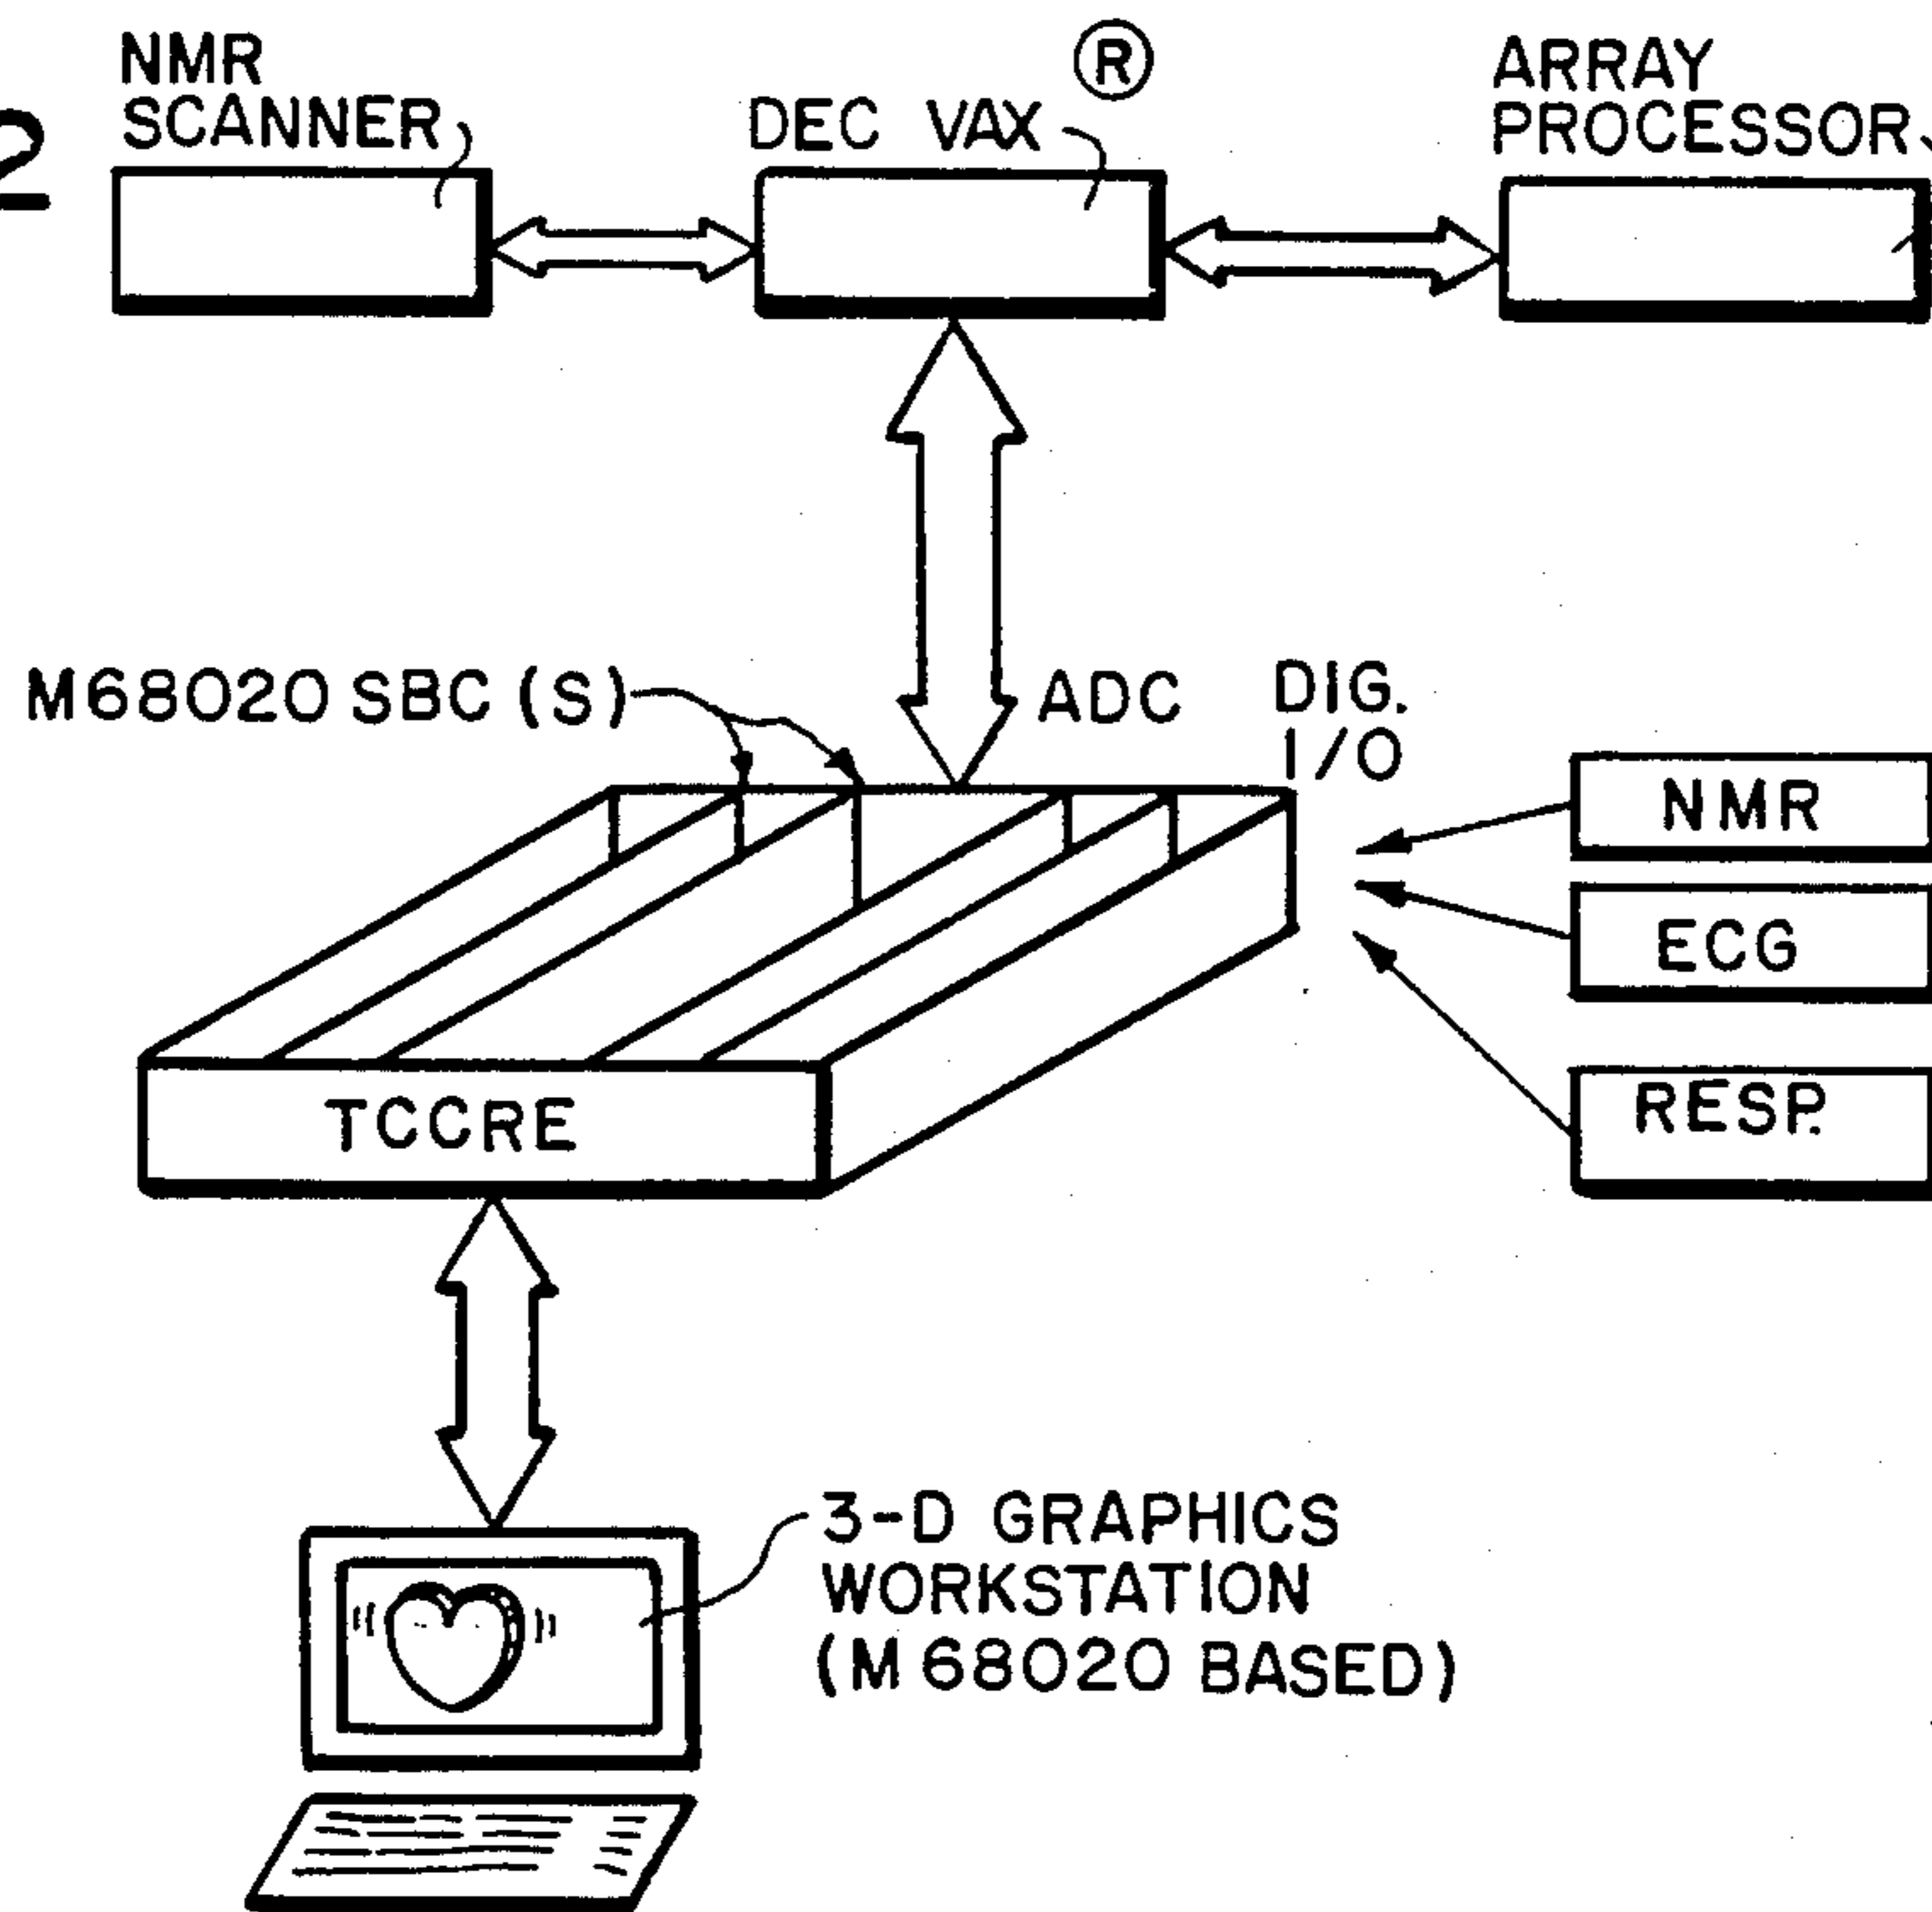 2
NMR
SCANNER
DEC VAX ®
ARRAY
PROCESSOR
M68020 SBC (S)
ADC
DIG.
I/O
NMR
ECG
RESP.
TCCRE
3-D GRAPHICS
WORKSTATION
(M 68020 BASED)